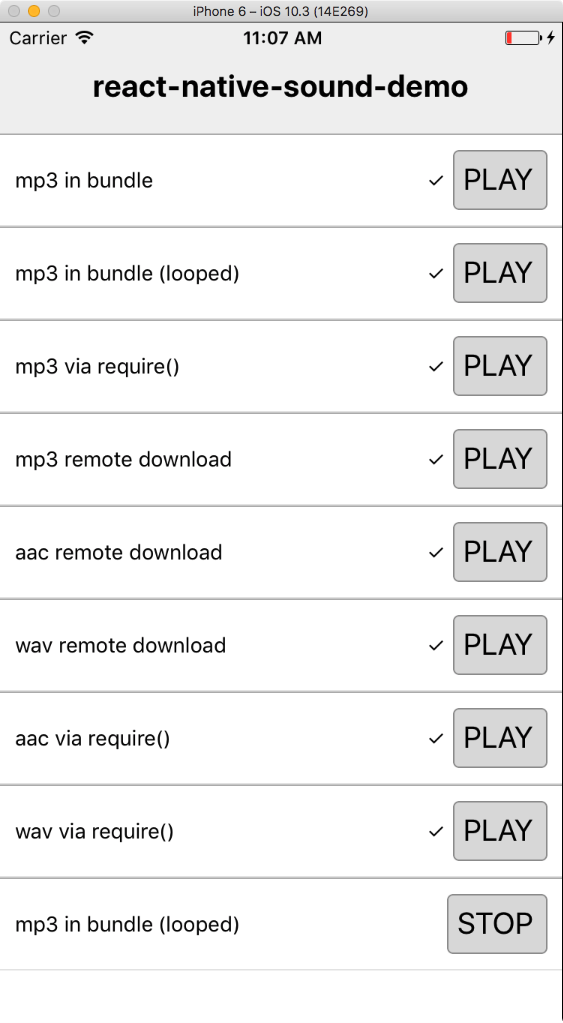 iPhone 6 – iOS 10.3 (14E269)
Carrier 11:07 AM
react-native-sound-demo
mp3 in bundle ✓ PLAY
mp3 in bundle (looped) ✓ PLAY
mp3 via require() ✓ PLAY
mp3 remote download ✓ PLAY
aac remote download ✓ PLAY
wav remote download ✓ PLAY
aac via require() ✓ PLAY
wav via require() ✓ PLAY
mp3 in bundle (looped) STOP